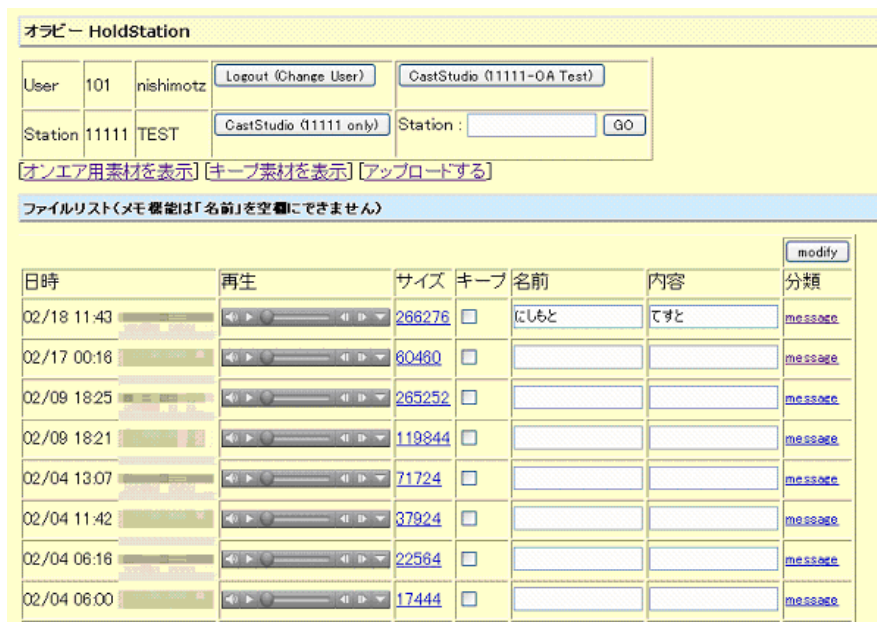 オラビー HoldStation
User 101 nishimotz Logout (Change User) CastStudio (11111-OA Test)
Station 11111 TEST CastStudio (11111 only) Station : GO
[オンエア用素材を表示] [キープ素材を表示] [アップロードする]
ファイルリスト(メモ機能は「名前」を空欄にできません)
modify
日時 再生 サイズ キープ 名前 内容 分類
02/18 11:43 266276 にしもと てすと message
02/17 00:16 60460 message
02/09 18:25 265252 message
02/09 18:21 119844 message
02/04 13:07 71724 message
02/04 11:42 37924 message
02/04 06:16 22564 message
02/04 06:00 17444 message